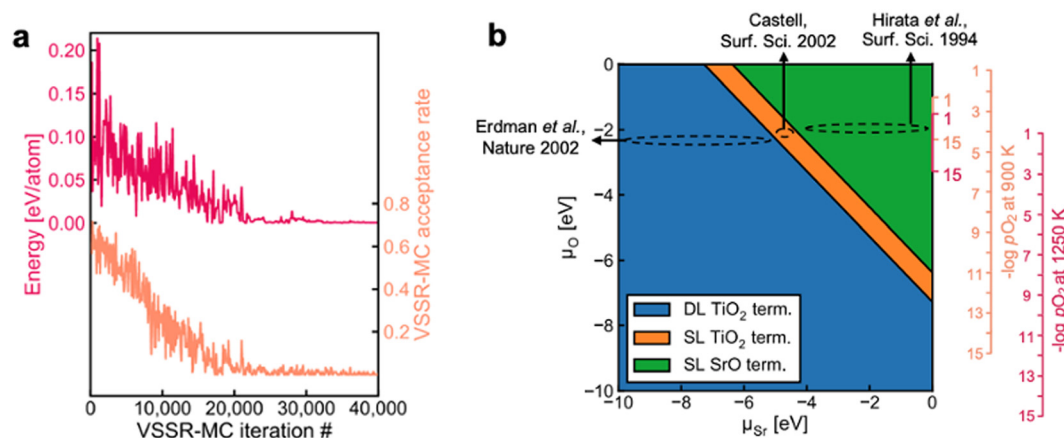 a
0.20
0.15
0.10
0.05
0.00
Energy [eV/atom]
0.8
0.6
0.4
0.2
VSSR-MC acceptance rate
0 10,000 20,000 30,000 40,000
VSSR-MC iteration #
b
Castell,
Surf. Sci. 2002
Hirata et al.,
Surf. Sci. 1994
Erdman et al.,
Nature 2002
0
−2
−4
−6
−8
−10
μO [eV]
DL TiO2 term.
SL TiO2 term.
SL SrO term.
−10 −8 −6 −4 −2 0
μSr [eV]
1
1
15
15
1
3
5
7
9
11
13
15
-log pO2 at 900 K
1
3
5
7
9
11
13
15
-log pO2 at 1250 K